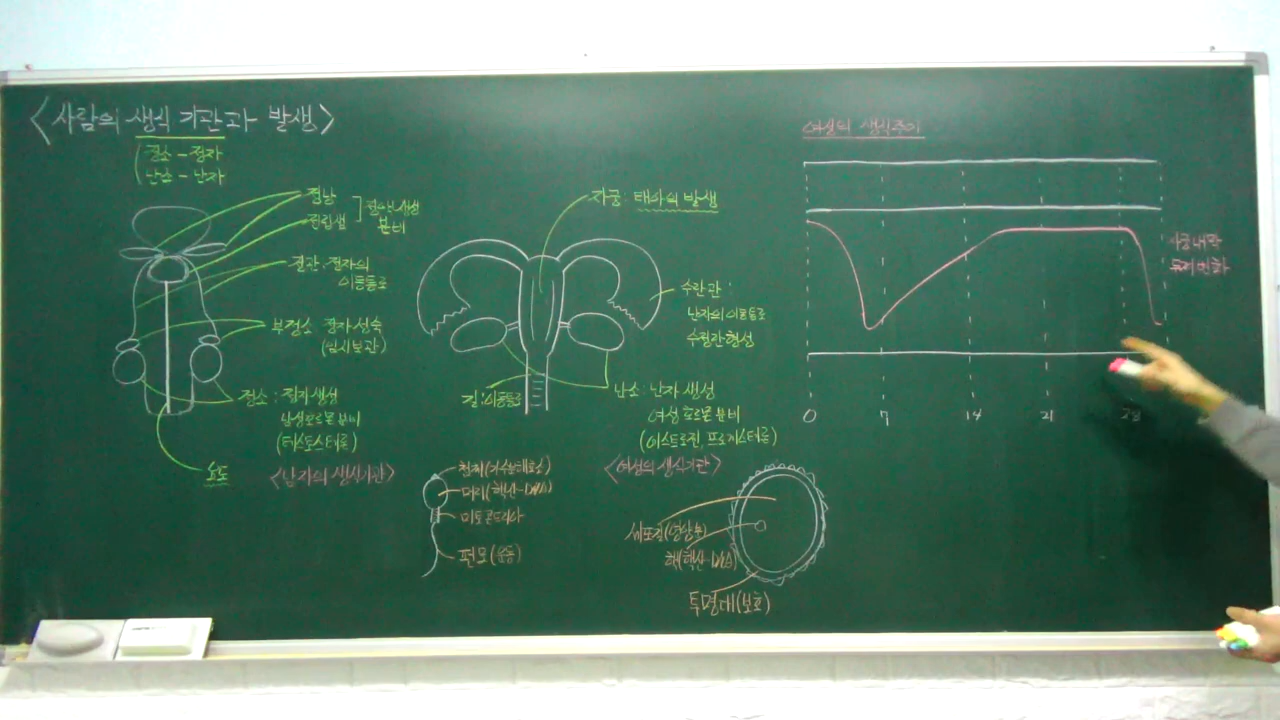 <사람의 생식 기관과 발생>
정소 - 정자
난소 - 난자
정낭
전립샘
정액 생성
분비
정관 : 정자의
이동통로
부정소 정자 성숙
(임시보관)
정소 : 정자 생성
남성호르몬 분비
(테스토스테론)
요도
<남자의 생식기관>
자궁 : 태아의 발생
수란관 :
난자의 이동통로
수정관 형성
난소 : 난자 생성
여성 호르몬 분비
(에스트로진, 프로게스테론)
질 : 이동통로
<여성의 생식기관>
첨체(가수분해효소)
머리(핵산-DNA)
미토콘드리아
편모(운동)
세포질(영양분)
핵(핵산-DNA)
투명대(보호)
여성의 생식주기
자궁내막
두께변화
0 7 14 21 28